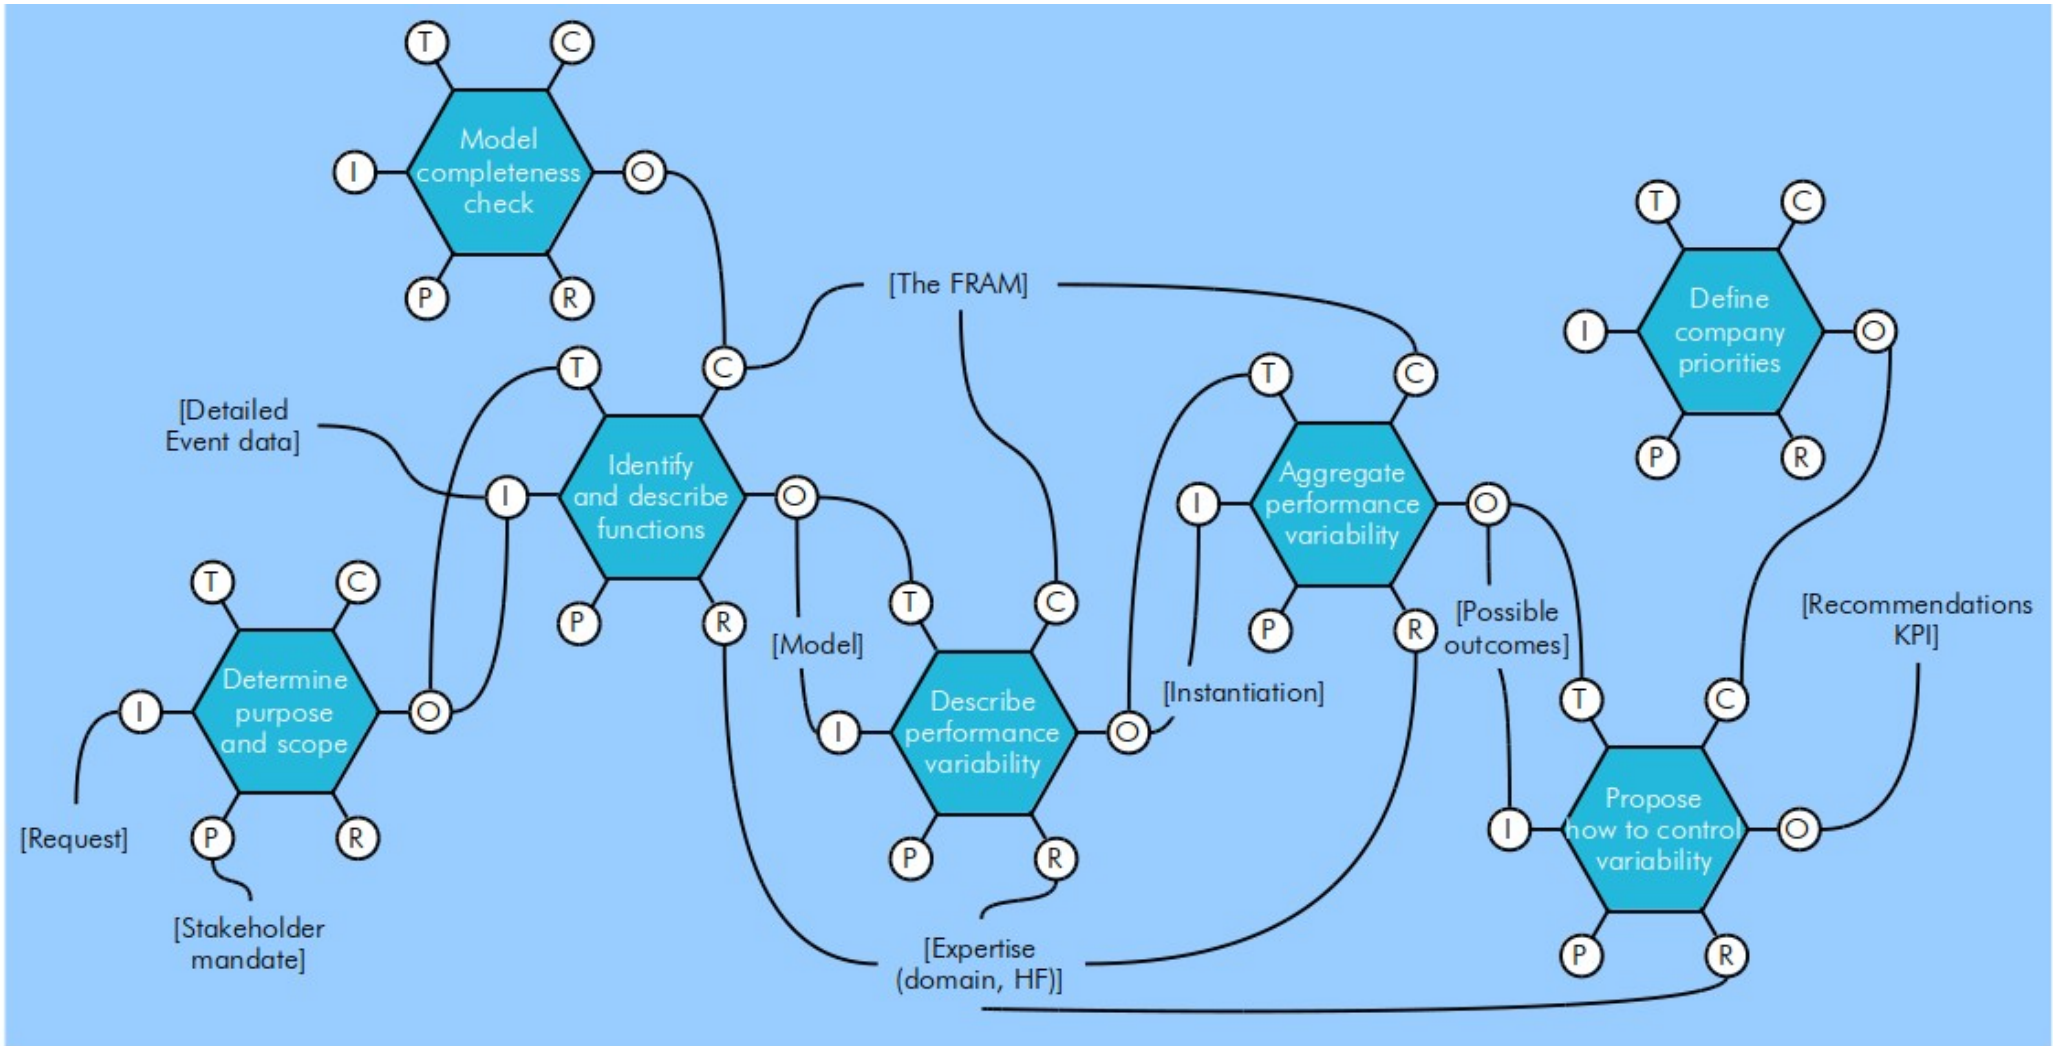 T
C
Model
completeness
check
I
O
P
R
[The FRAM]
T
C
Define
company
priorities
I
O
P
R
[Detailed
Event data]
T
C
Identify
and describe
functions
I
O
P
R
T
C
Aggregate
performance
variability
I
O
P
R
[Model]
[Possible
outcomes]
[Recommendations
KPI]
T
C
Determine
purpose
and scope
I
O
P
R
[Request]
[Stakeholder
mandate]
T
C
Describe
performance
variability
I
O
P
R
[Instantiation]
[Expertise
(domain, HF)]
T
C
Propose
how to control
variability
I
O
P
R